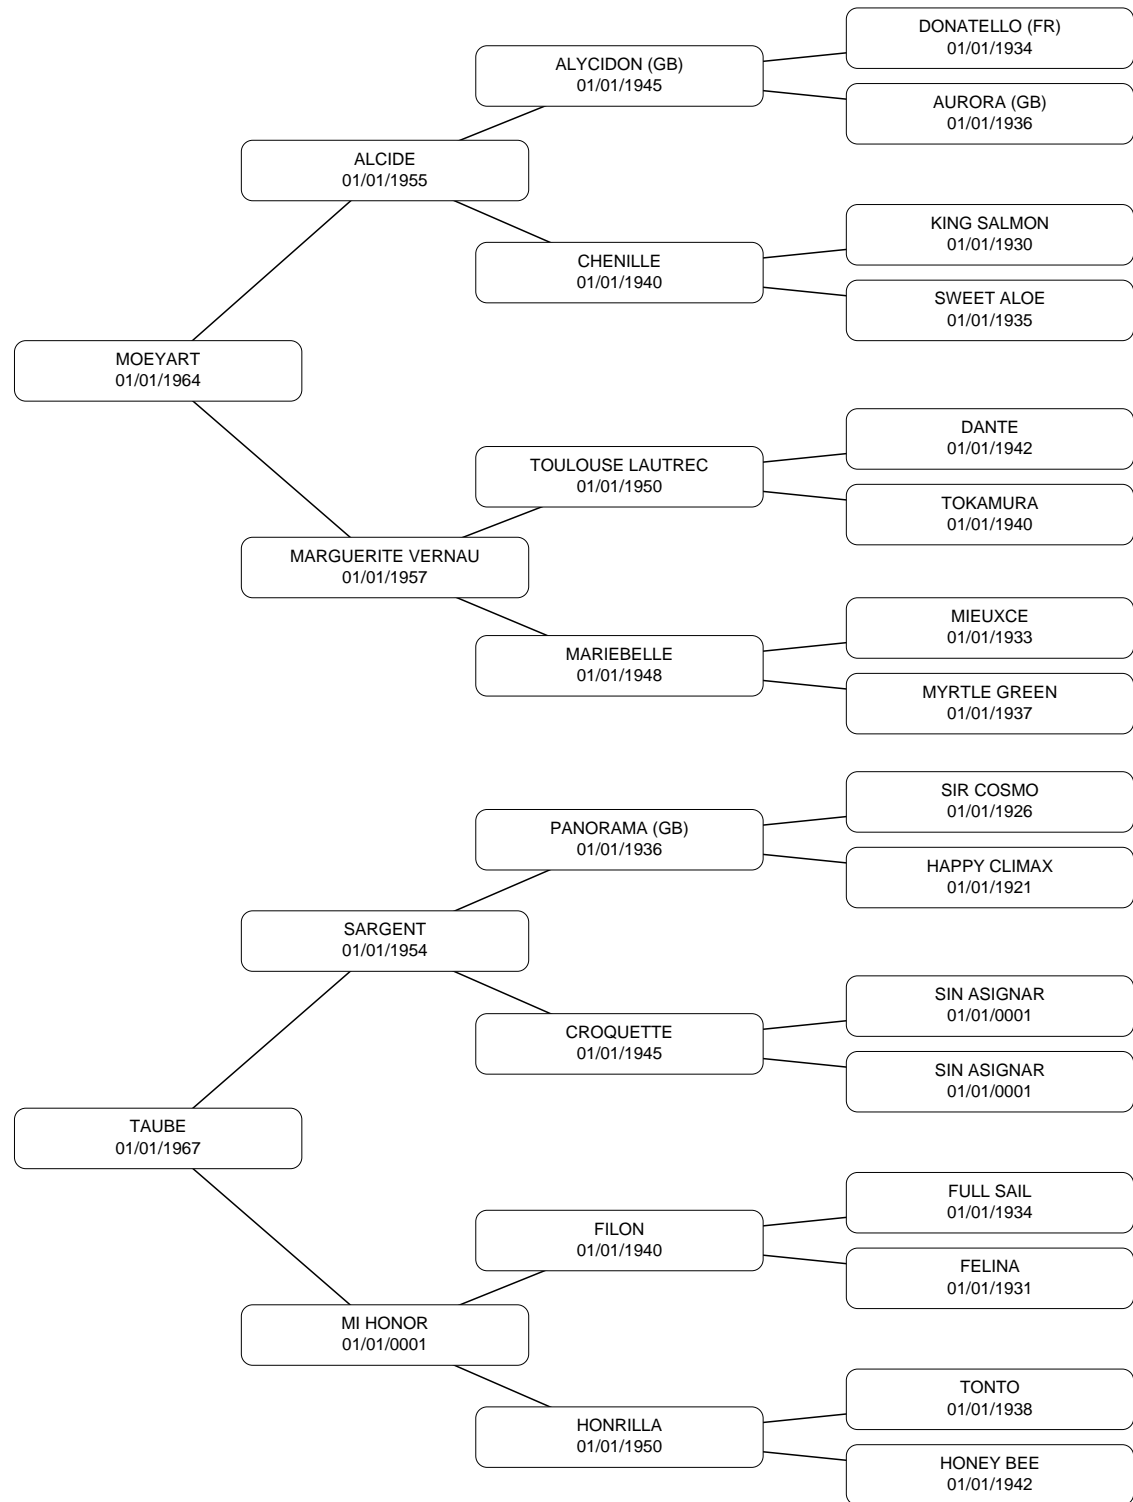 DONATELLO (FR)
01/01/1934
ALYCIDON (GB)
01/01/1945
AURORA (GB)
01/01/1936
ALCIDE
01/01/1955
KING SALMON
01/01/1930
CHENILLE
01/01/1940
SWEET ALOE
01/01/1935
MOEYART
01/01/1964
DANTE
01/01/1942
TOULOUSE LAUTREC
01/01/1950
TOKAMURA
01/01/1940
MARGUERITE VERNAU
01/01/1957
MIEUXCE
01/01/1933
MARIEBELLE
01/01/1948
MYRTLE GREEN
01/01/1937
SIR COSMO
01/01/1926
PANORAMA (GB)
01/01/1936
HAPPY CLIMAX
01/01/1921
SARGENT
01/01/1954
SIN ASIGNAR
01/01/0001
CROQUETTE
01/01/1945
SIN ASIGNAR
01/01/0001
TAUBE
01/01/1967
FULL SAIL
01/01/1934
FILON
01/01/1940
FELINA
01/01/1931
MI HONOR
01/01/0001
TONTO
01/01/1938
HONRILLA
01/01/1950
HONEY BEE
01/01/1942